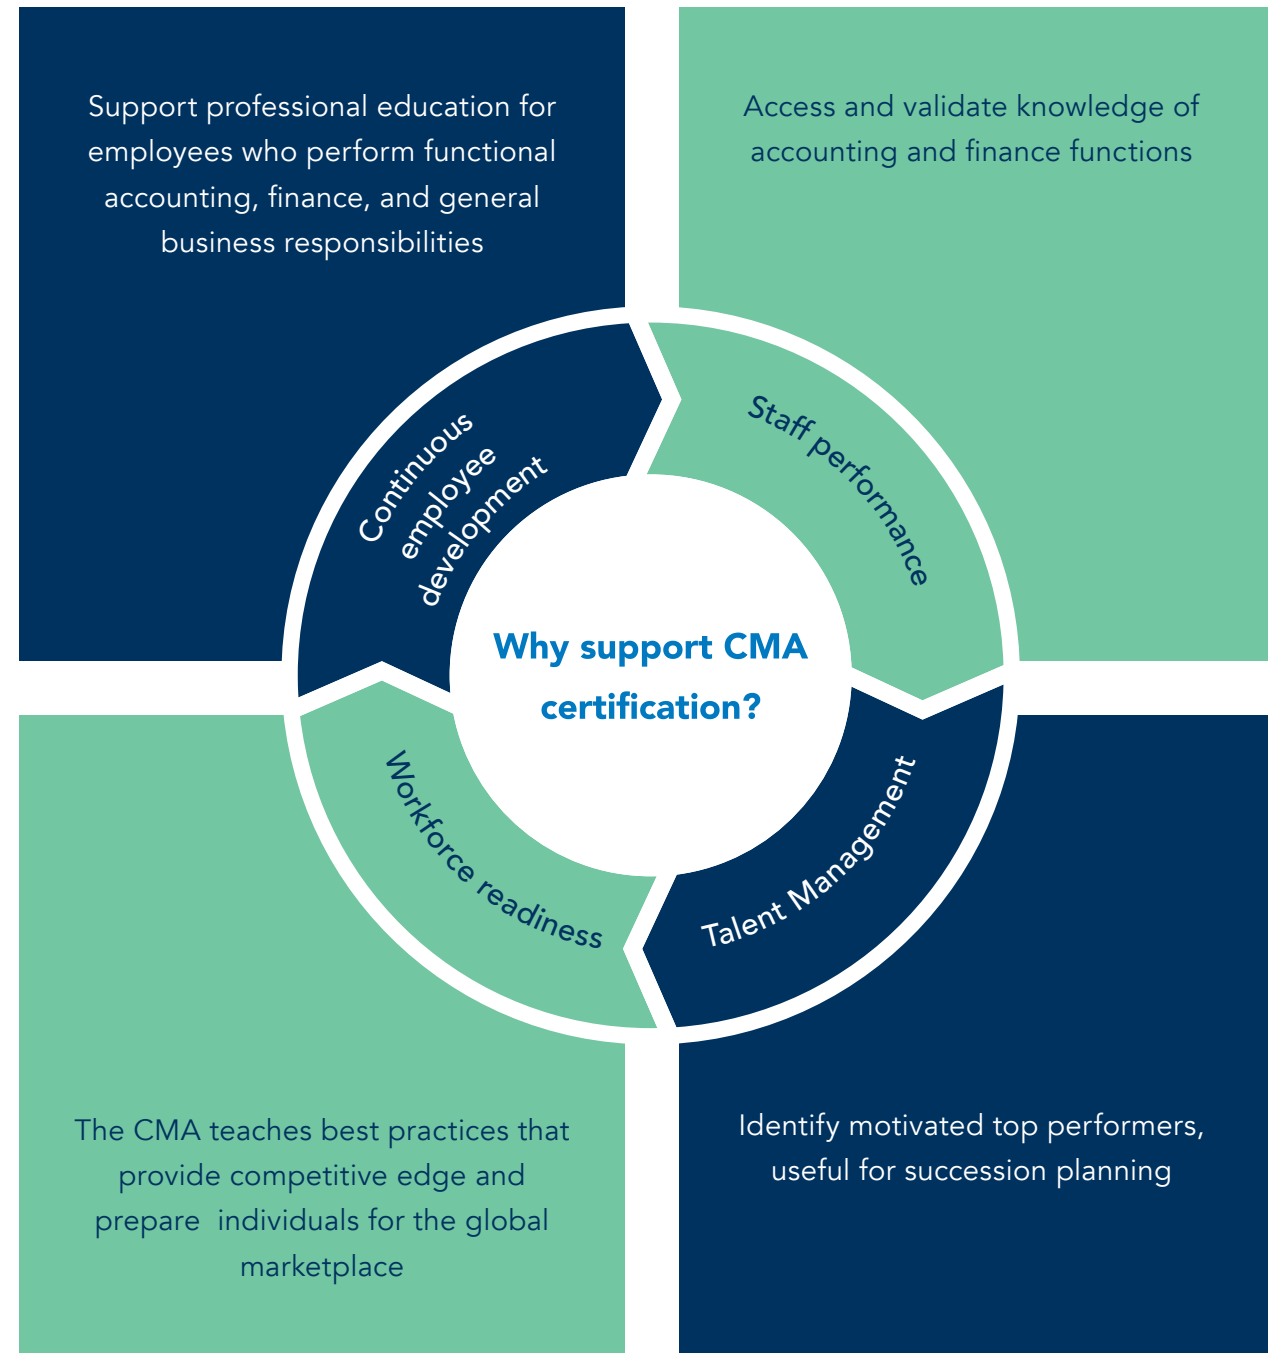 Support professional education for
employees who perform functional
accounting, finance, and general
business responsibilities
Access and validate knowledge of
accounting and finance functions
Continuous
employee
development
Staff performance
Why support CMA
certification?
Workforce readiness
Talent Management
The CMA teaches best practices that
provide competitive edge and
prepare  individuals for the global
marketplace
Identify motivated top performers,
useful for succession planning